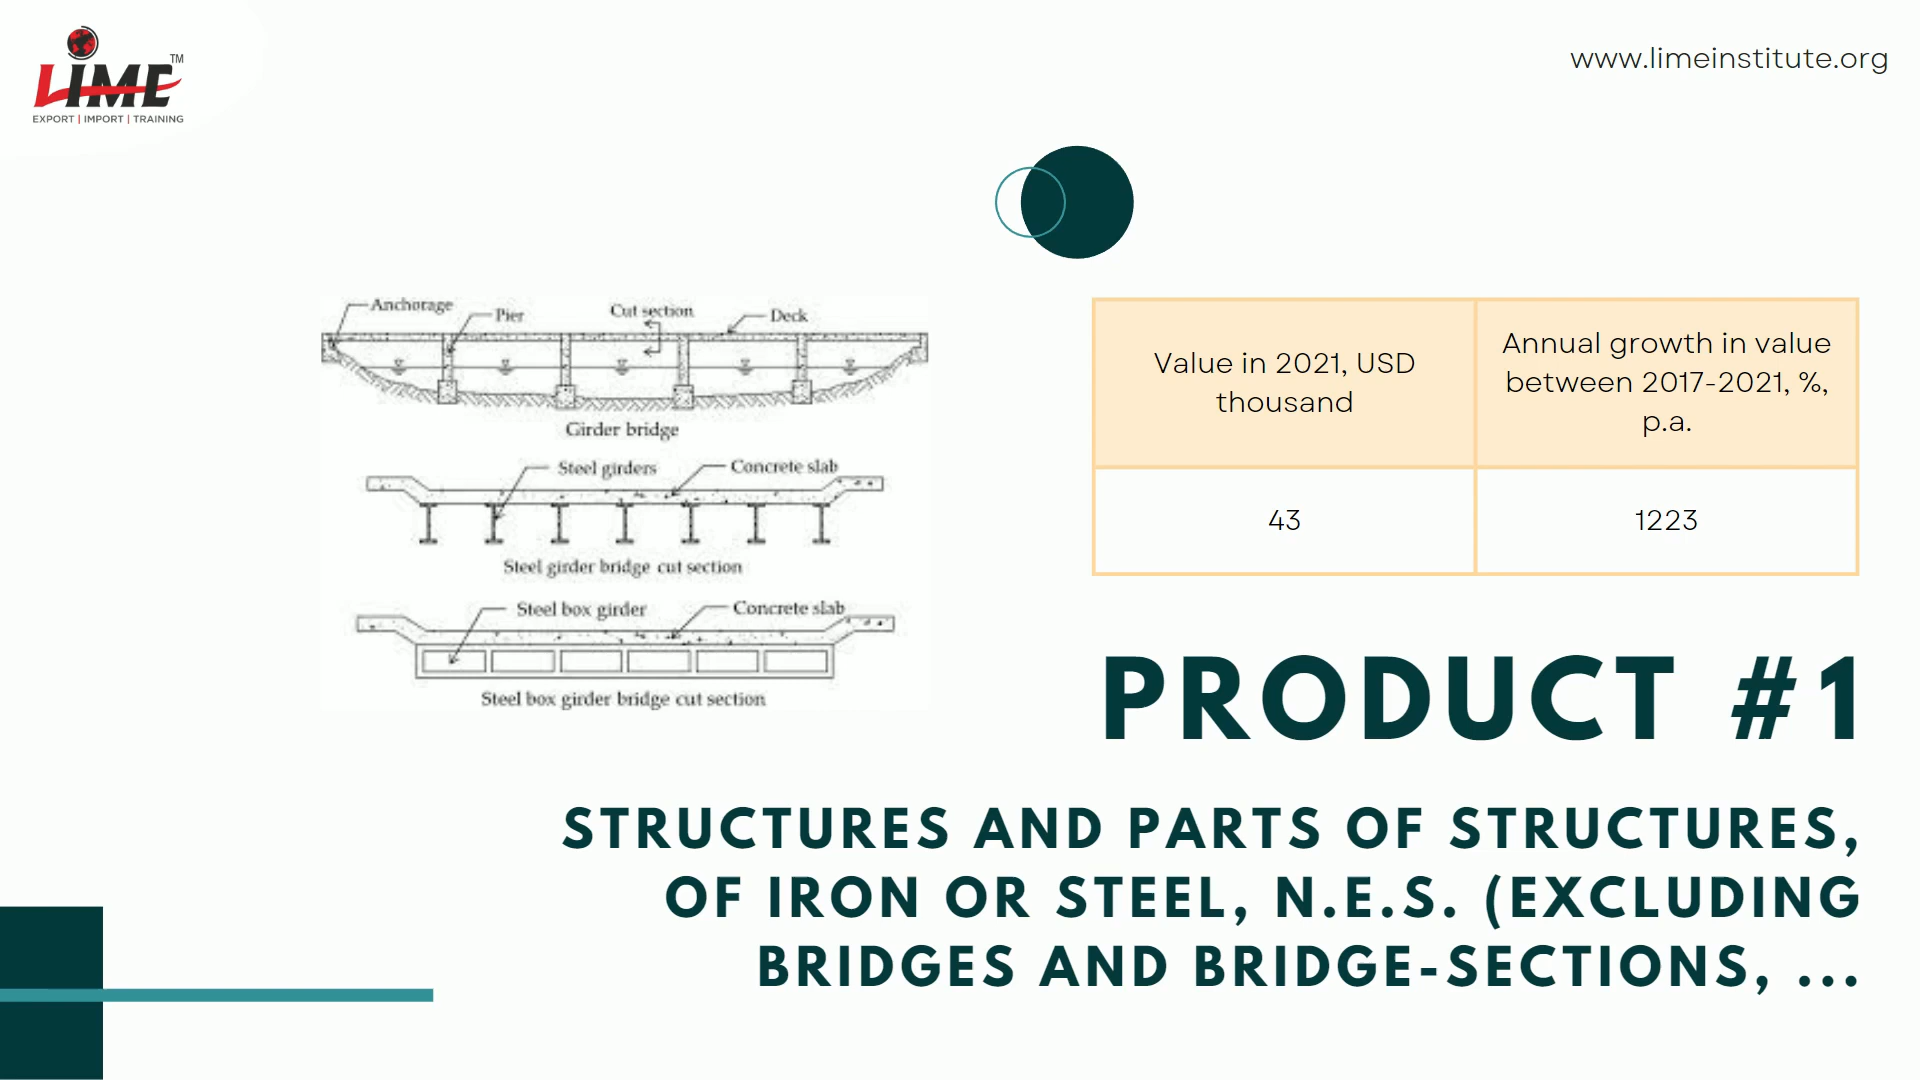 LIME TM
EXPORT | IMPORT | TRAINING
www.limeinstitute.org
Anchorage
Pier
Cut section
Deck
Girder bridge
Steel girders
Concrete slab
Steel girder bridge cut section
Steel box girder
Concrete slab
Steel box girder bridge cut section
Value in 2021, USD
thousand
Annual growth in value
between 2017-2021, %,
p.a.
43
1223
PRODUCT #1
STRUCTURES AND PARTS OF STRUCTURES,
OF IRON OR STEEL, N.E.S. (EXCLUDING
BRIDGES AND BRIDGE-SECTIONS, ...